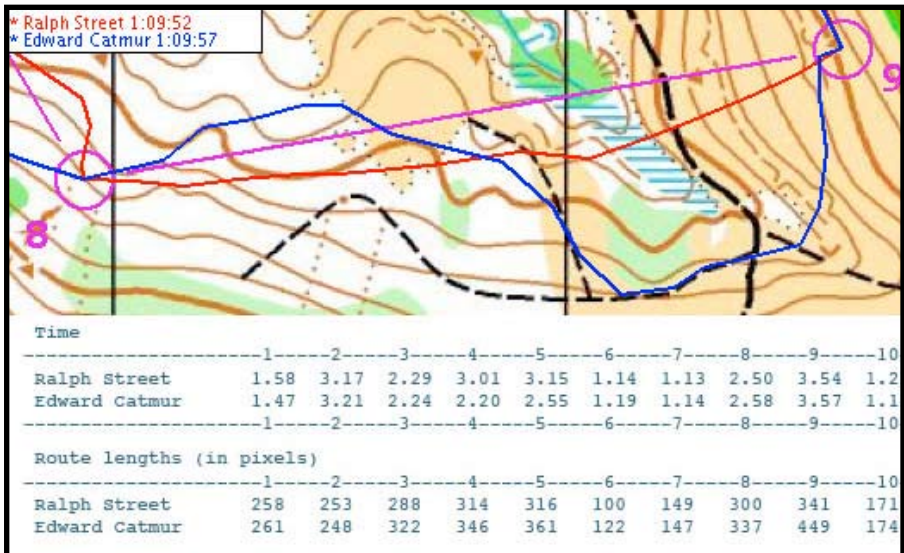 * Ralph Street 1:09:52
* Edward Catmur 1:09:57
9
8
Time
--------------------1-----2-----3-----4-----5-----6-----7-----8-----9-----10
Ralph Street 1.58 3.17 2.29 3.01 3.15 1.14 1.13 2.50 3.54 1.2
Edward Catmur 1.47 3.21 2.24 2.20 2.55 1.19 1.14 2.58 3.57 1.1
--------------------1-----2-----3-----4-----5-----6-----7-----8-----9-----10
Route lengths (in pixels)
--------------------1-----2-----3-----4-----5-----6-----7-----8-----9-----10
Ralph Street 258 253 288 314 316 100 149 300 341 171
Edward Catmur 261 248 322 346 361 122 147 337 449 174